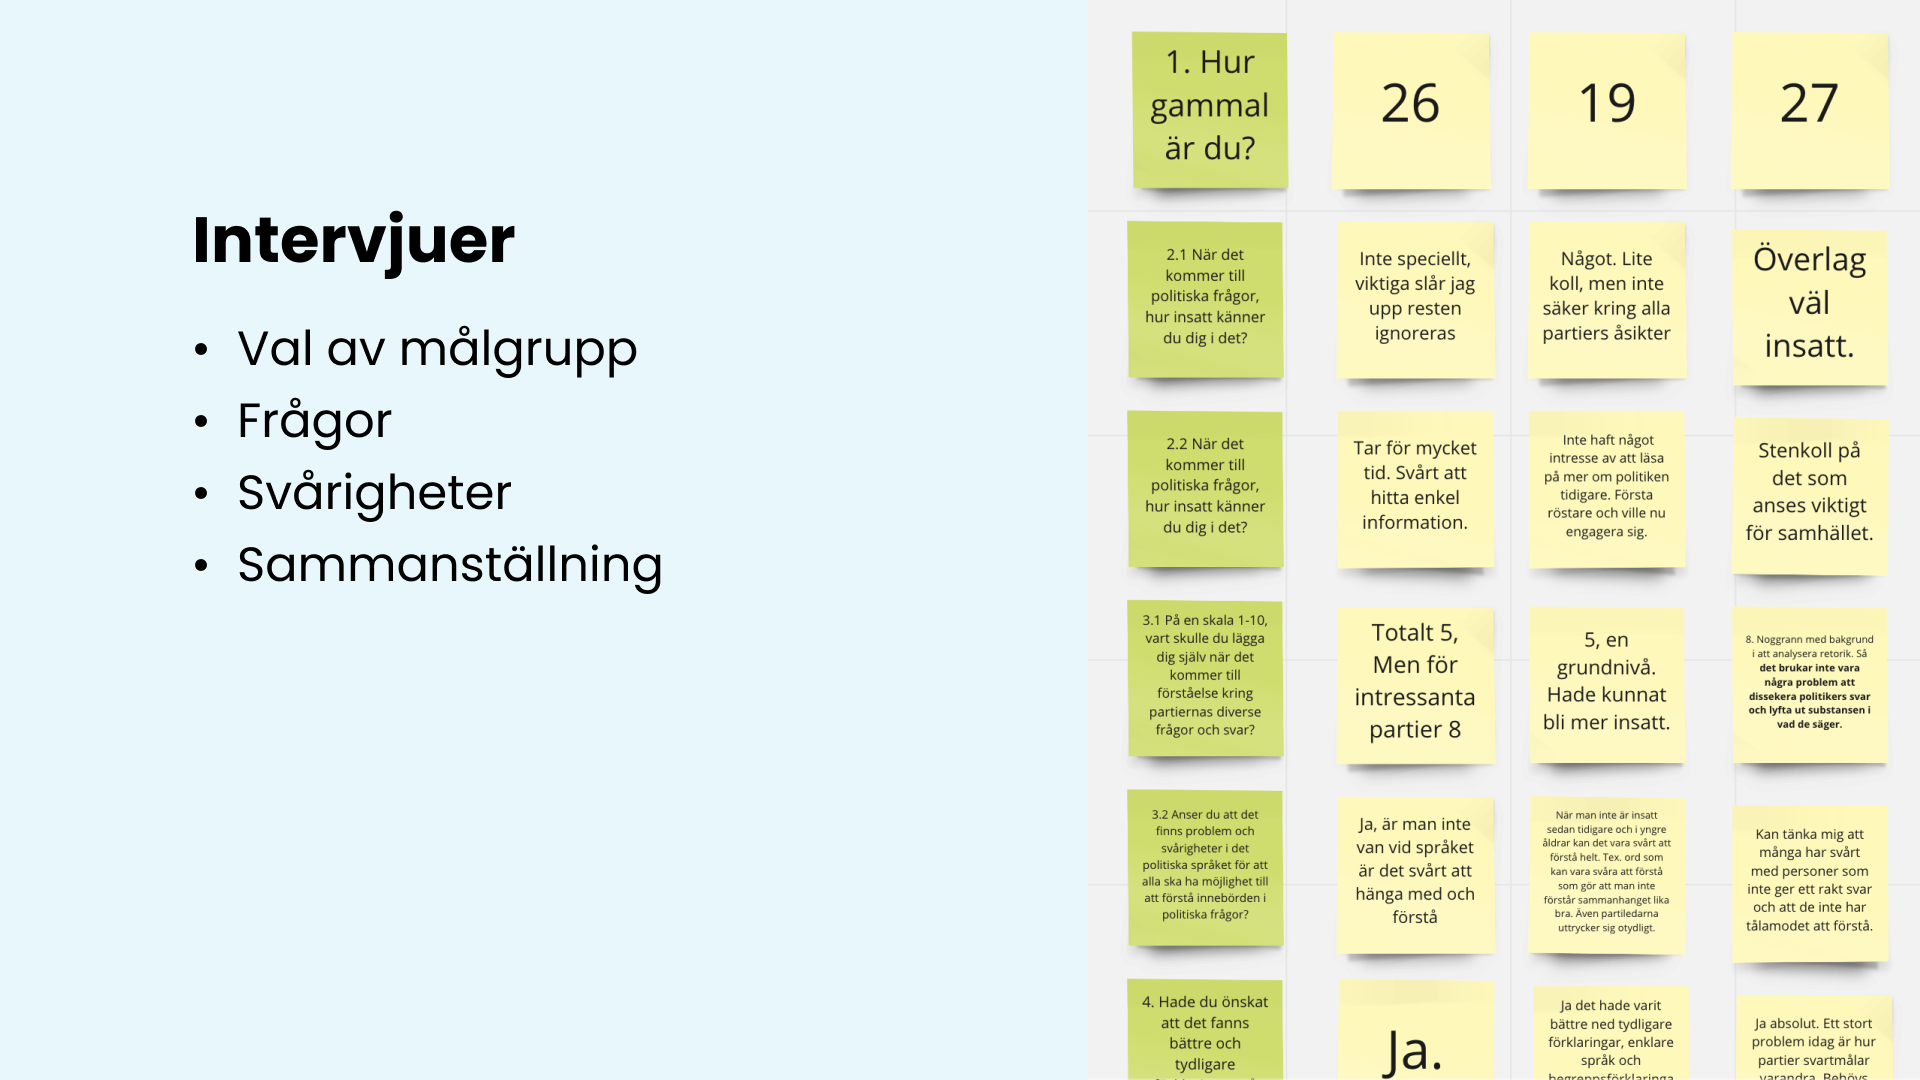 Intervjuer
• Val av målgrupp
• Frågor
• Svårigheter
• Sammanställning
1. Hur
gammal
är du?
26
19
27
2.1 När det
kommer till
politiska frågor,
hur insatt känner
du dig i det?
Inte speciellt,
viktiga slår jag
upp resten
ignoreras
Något. Lite
koll, men inte
säker kring alla
partiers åsikter
Överlag
väl
insatt.
2.2 När det
kommer till
politiska frågor,
hur insatt känner
du dig i det?
Tar för mycket
tid. Svårt att
hitta enkel
information.
Inte haft något
intresse av att läsa
på mer om politiken
tidigare. Första
röstare och ville nu
engagera sig.
Stenkoll på
det som
anses viktigt
för samhället.
3.1 På en skala 1-10,
vart skulle du lägga
dig själv när det
kommer till
förståelse kring
partiernas diverse
frågor och svar?
Totalt 5,
Men för
intressanta
partier 8
5, en
grundnivå.
Hade kunnat
bli mer insatt.
8. Noggrann med bakgrund
i att analysera retorik. Så
det brukar inte vara
några problem att
dissekera politikers svar
och lyfta ut substansen i
vad de säger.
3.2 Anser du att det
finns problem och
svårigheter i det
politiska språket för att
alla ska ha möjlighet till
att förstå innebörden i
politiska frågor?
Ja, är man inte
van vid språket
är det svårt att
hänga med och
förstå
När man inte är insatt
sedan tidigare och i yngre
åldrar kan det vara svårt att
förstå helt. Tex. ord som
kan vara svåra att förstå
som gör att man inte
förstår sammanhanget lika
bra. Även partiledarna
uttrycker sig otydligt.
Kan tänka mig att
många har svårt
med personer som
inte ger ett rakt svar
och att de inte har
tålamodet att förstå.
4. Hade du önskat
att det fanns
bättre och
tydligare
Ja.
Ja det hade varit
bättre ned tydligare
förklaringar, enklare
språk och
begreppsförklaringa
Ja absolut. Ett stort
problem idag är hur
partier svartmålar
varandra. Behövs